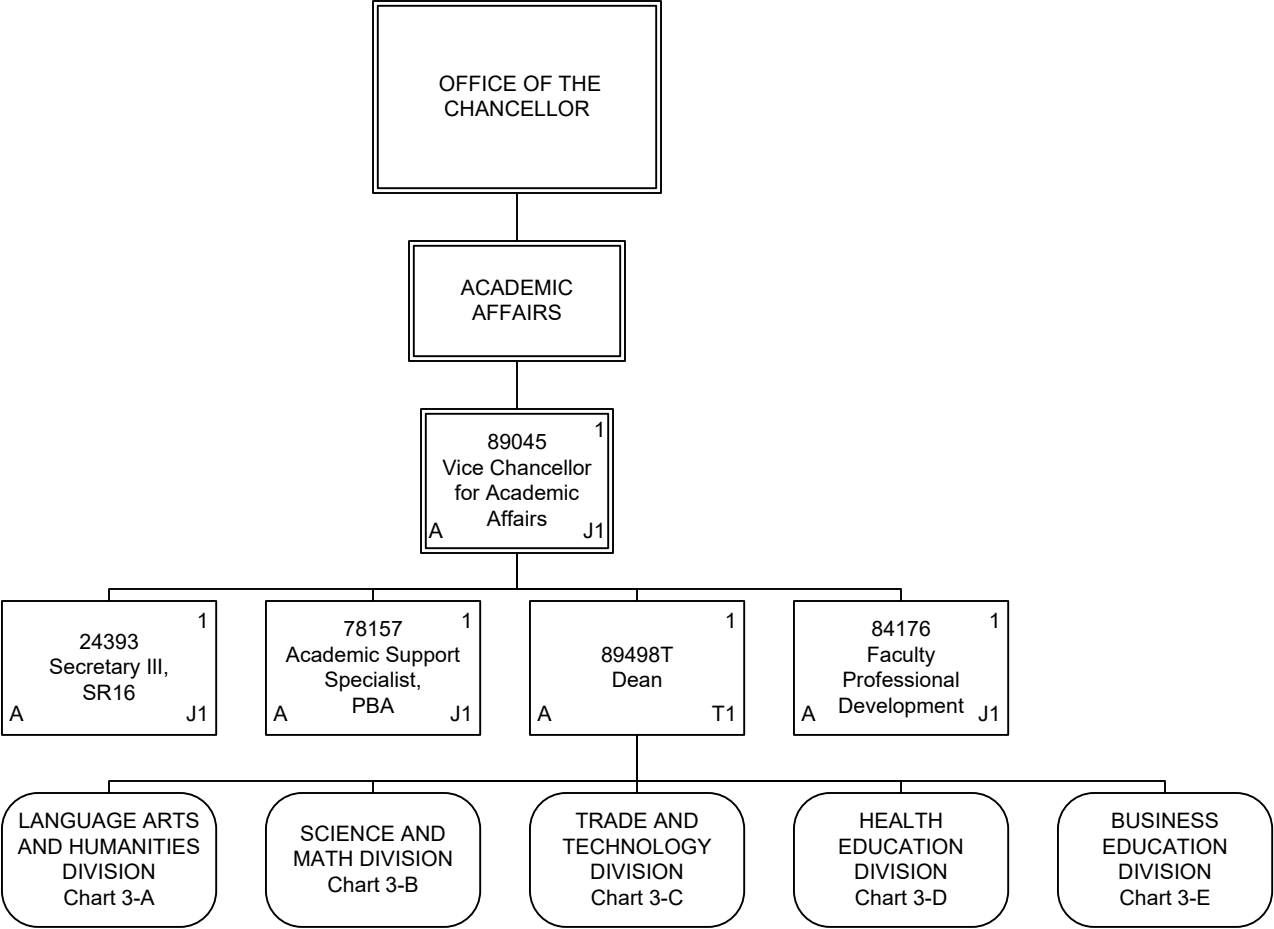 OFFICE OF THE
CHANCELLOR
ACADEMIC
AFFAIRS
1
89045
Vice Chancellor
for Academic
Affairs
A J1
1
24393
Secretary III,
SR16
A J1
78157 1
Academic Support
Specialist,
PBA
A J1
1
89498T
Dean
A T1
84176 1
Faculty
Professional
Development
A J1
LANGUAGE ARTS
AND HUMANITIES
DIVISION
Chart 3-A
SCIENCE AND
MATH DIVISION
Chart 3-B
TRADE AND
TECHNOLOGY
DIVISION
Chart 3-C
HEALTH
EDUCATION
DIVISION
Chart 3-D
BUSINESS
EDUCATION
DIVISION
Chart 3-E